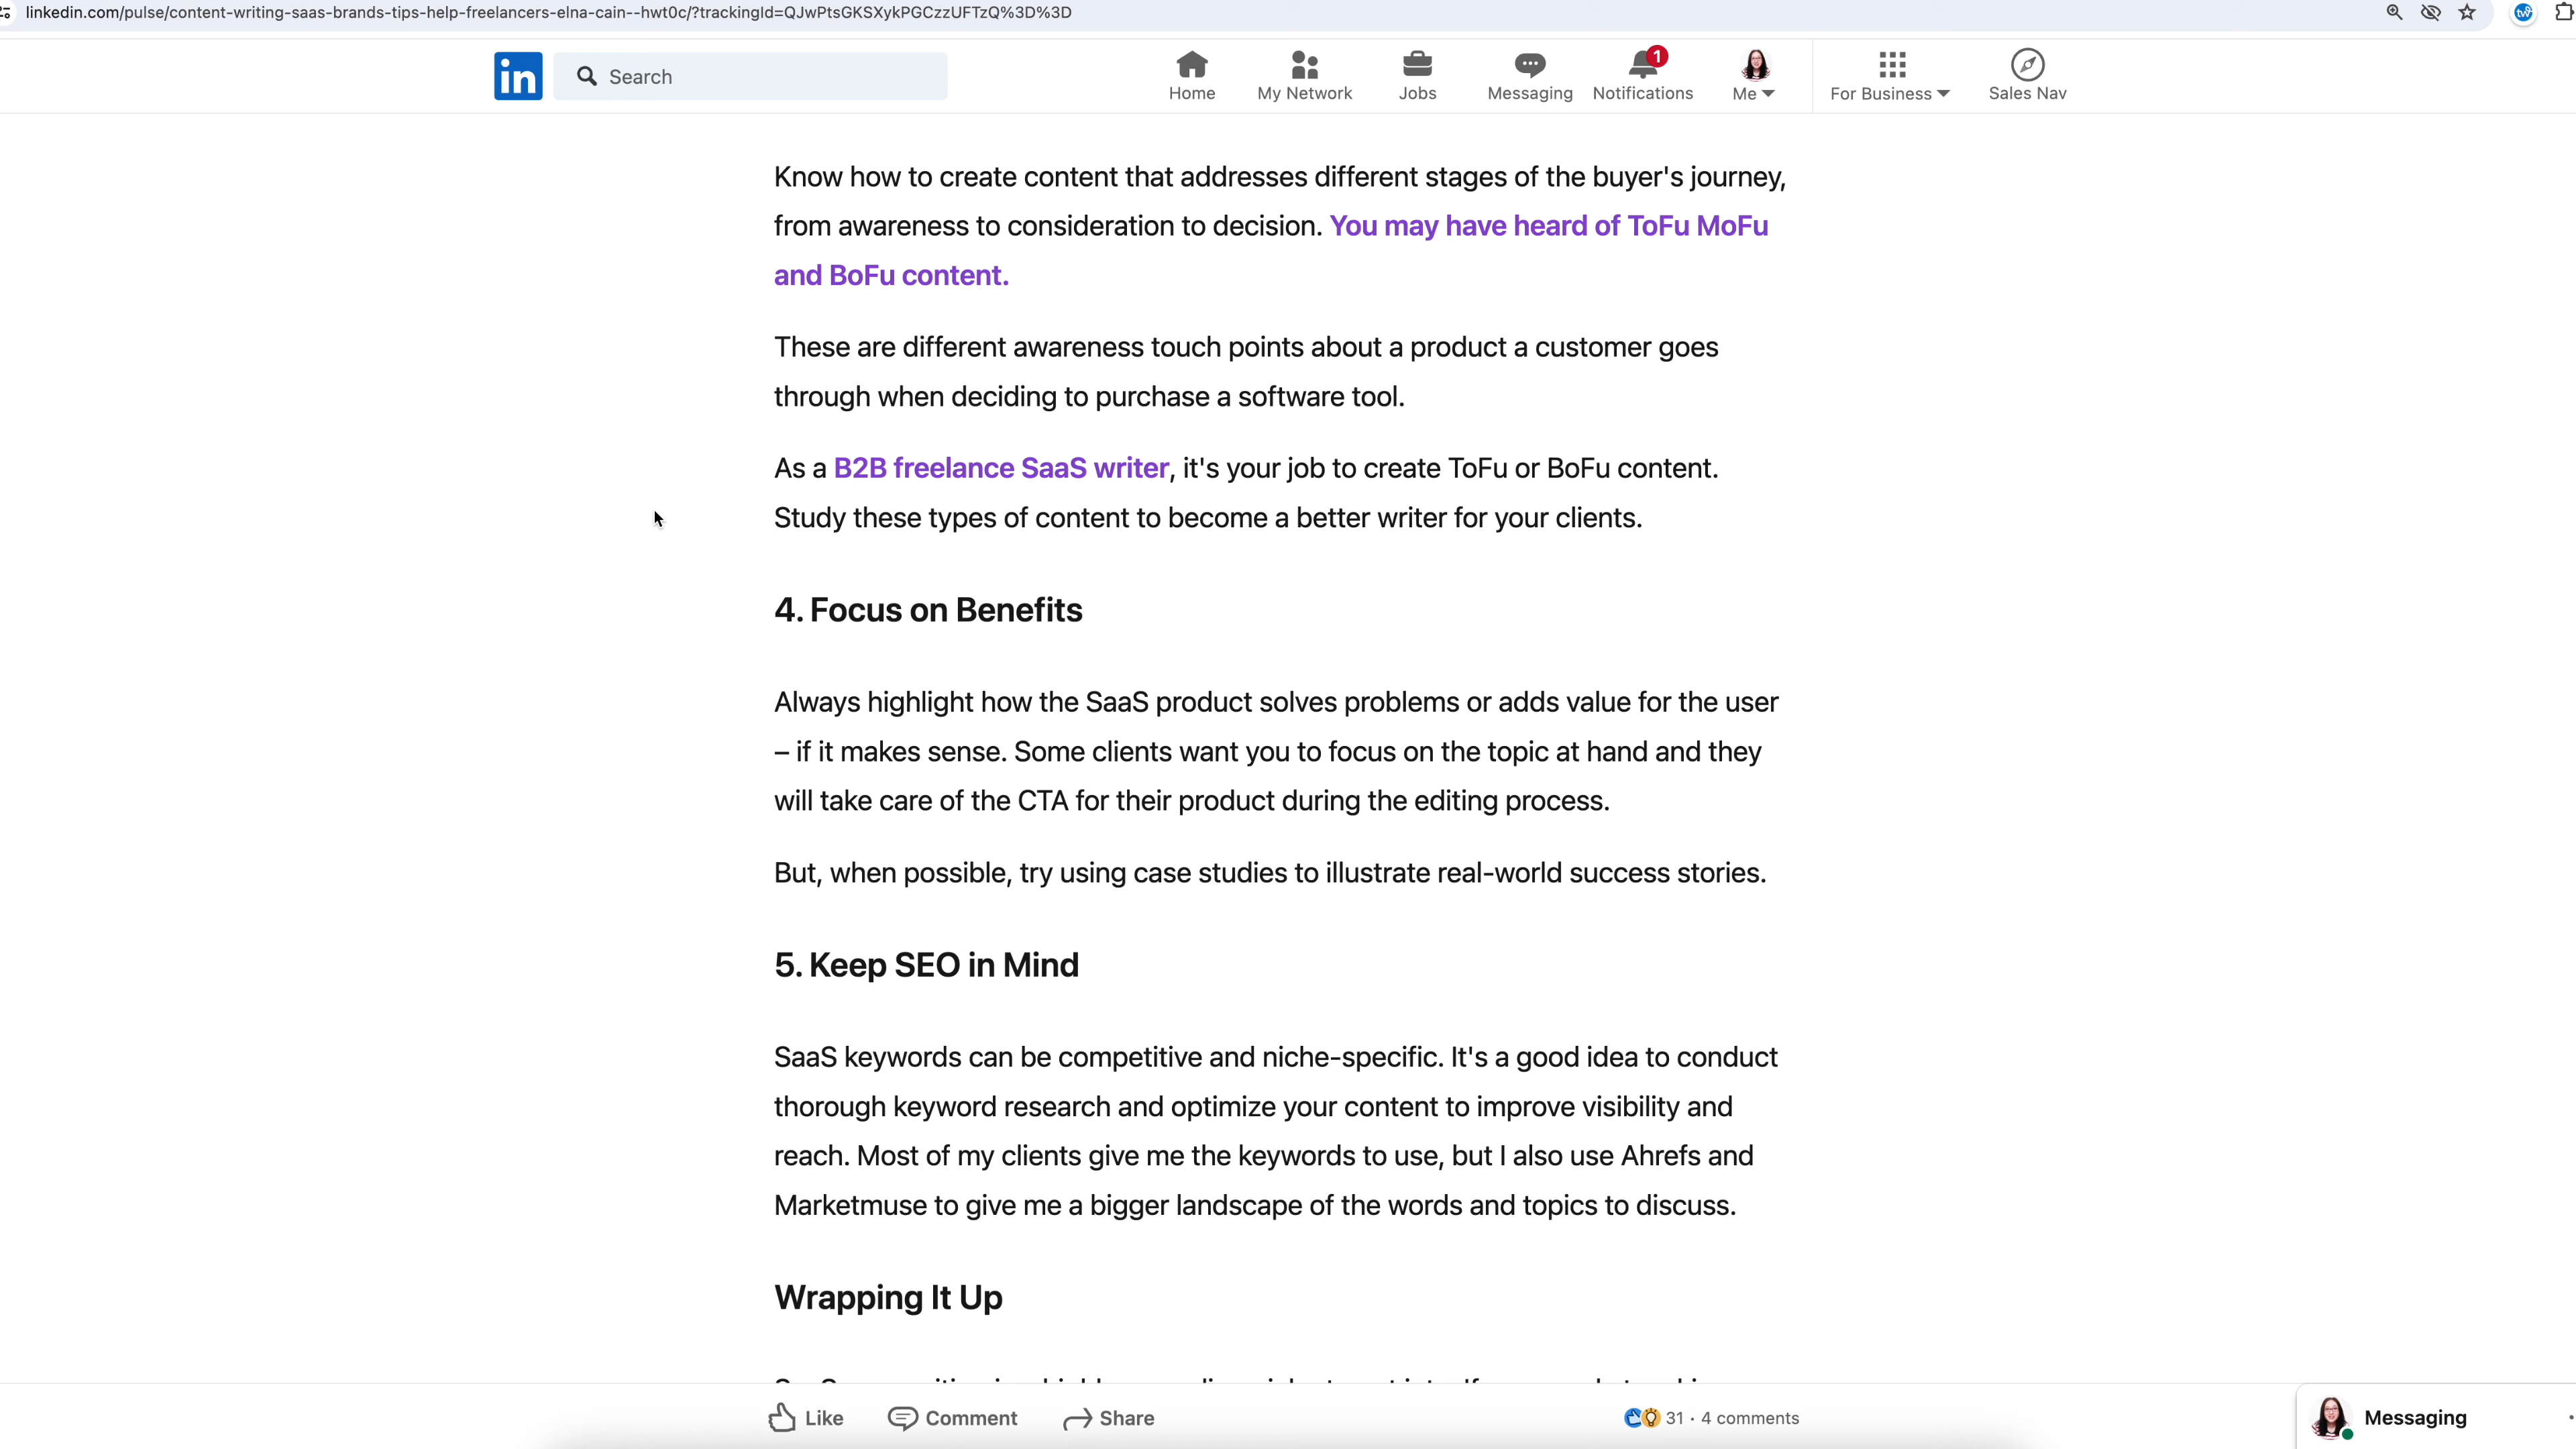 linkedin.com/pulse/content-writing-saas-brands-tips-help-freelancers-elna-cain--hwt0c/?trackingId=QJwPtsGKSXykPGCzzUFTzQ%3D%3D
in
Search
Home
My Network
Jobs
Messaging
1
Notifications
Me
For Business
Sales Nav
Know how to create content that addresses different stages of the buyer's journey,
from awareness to consideration to decision. You may have heard of ToFu MoFu
and BoFu content.
These are different awareness touch points about a product a customer goes
through when deciding to purchase a software tool.
As a B2B freelance SaaS writer, it's your job to create ToFu or BoFu content.
Study these types of content to become a better writer for your clients.
4. Focus on Benefits
Always highlight how the SaaS product solves problems or adds value for the user
– if it makes sense. Some clients want you to focus on the topic at hand and they
will take care of the CTA for their product during the editing process.
But, when possible, try using case studies to illustrate real-world success stories.
5. Keep SEO in Mind
SaaS keywords can be competitive and niche-specific. It's a good idea to conduct
thorough keyword research and optimize your content to improve visibility and
reach. Most of my clients give me the keywords to use, but I also use Ahrefs and
Marketmuse to give me a bigger landscape of the words and topics to discuss.
Wrapping It Up
Like
Comment
Share
31 · 4 comments
Messaging